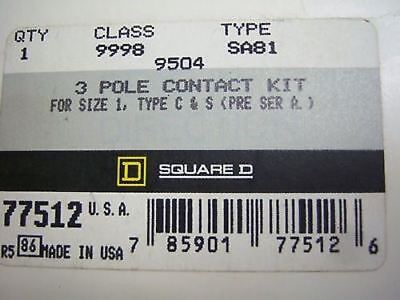 QTY CLASS TYPE
1 9998 SA81
9504
3 POLE CONTACT KIT
FOR SIZE 1, TYPE C & S (PRE SER A.)
D SQUARE D
77512 U.S.A.
R5 86 MADE IN USA
7 85901 77512 6